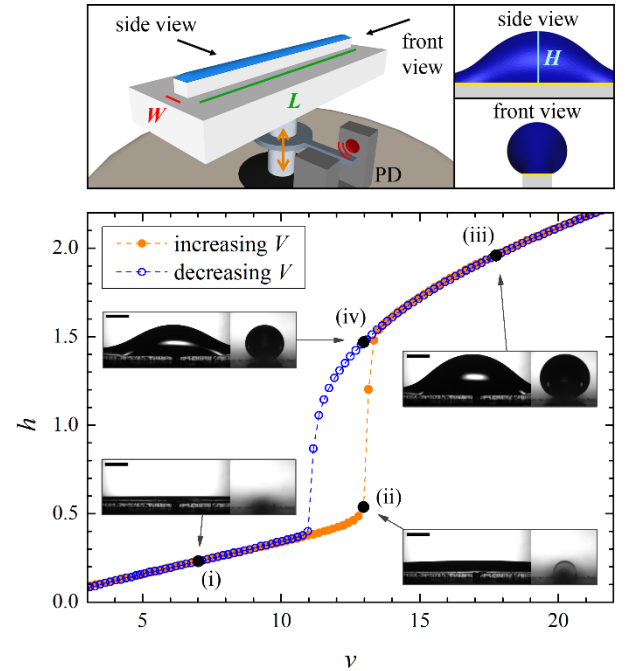 side view
front
view
W
L
PD
side view
H
front view
increasing V
decreasing V
(i)
(ii)
(iii)
(iv)
2.0
1.5
1.0
0.5
0.0
h
5
10
15
20
v